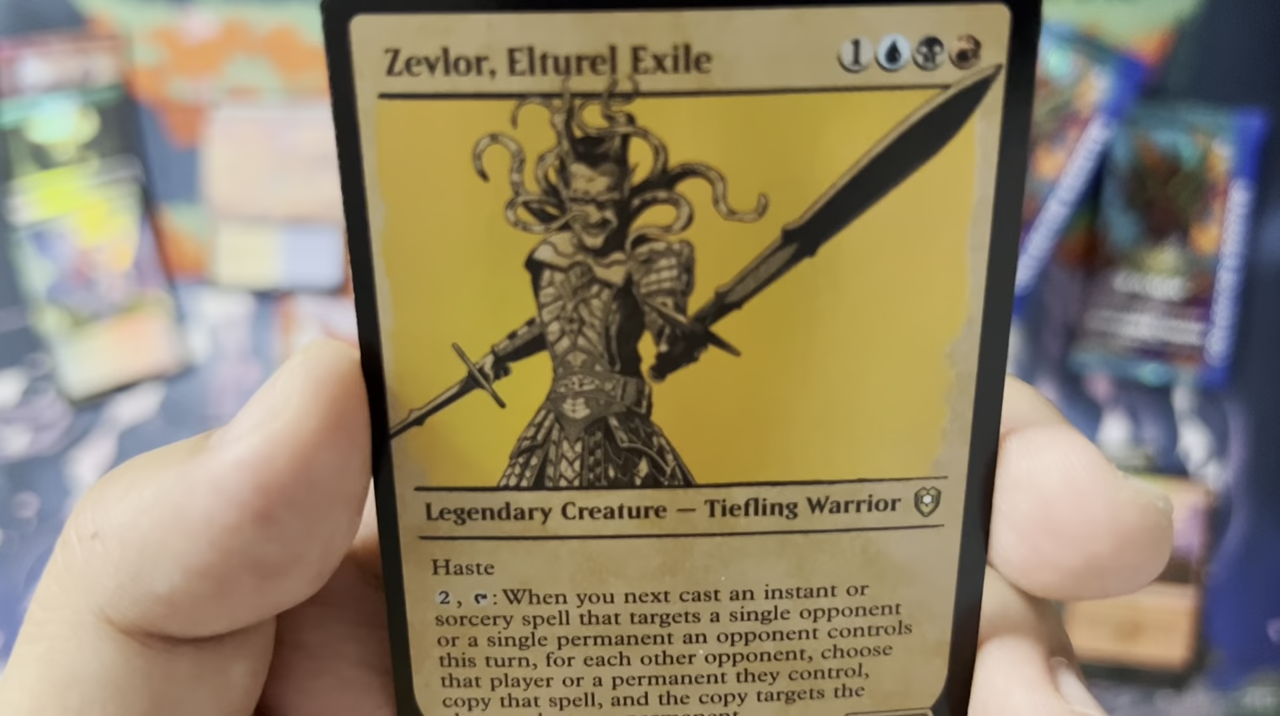 Zevlor, Elturel Exile 1
Legendary Creature — Tiefling Warrior
Haste
2, : When you next cast an instant or
sorcery spell that targets a single opponent
or a single permanent an opponent controls
this turn, for each other opponent, choose
that player or a permanent they control,
copy that spell, and the copy targets the